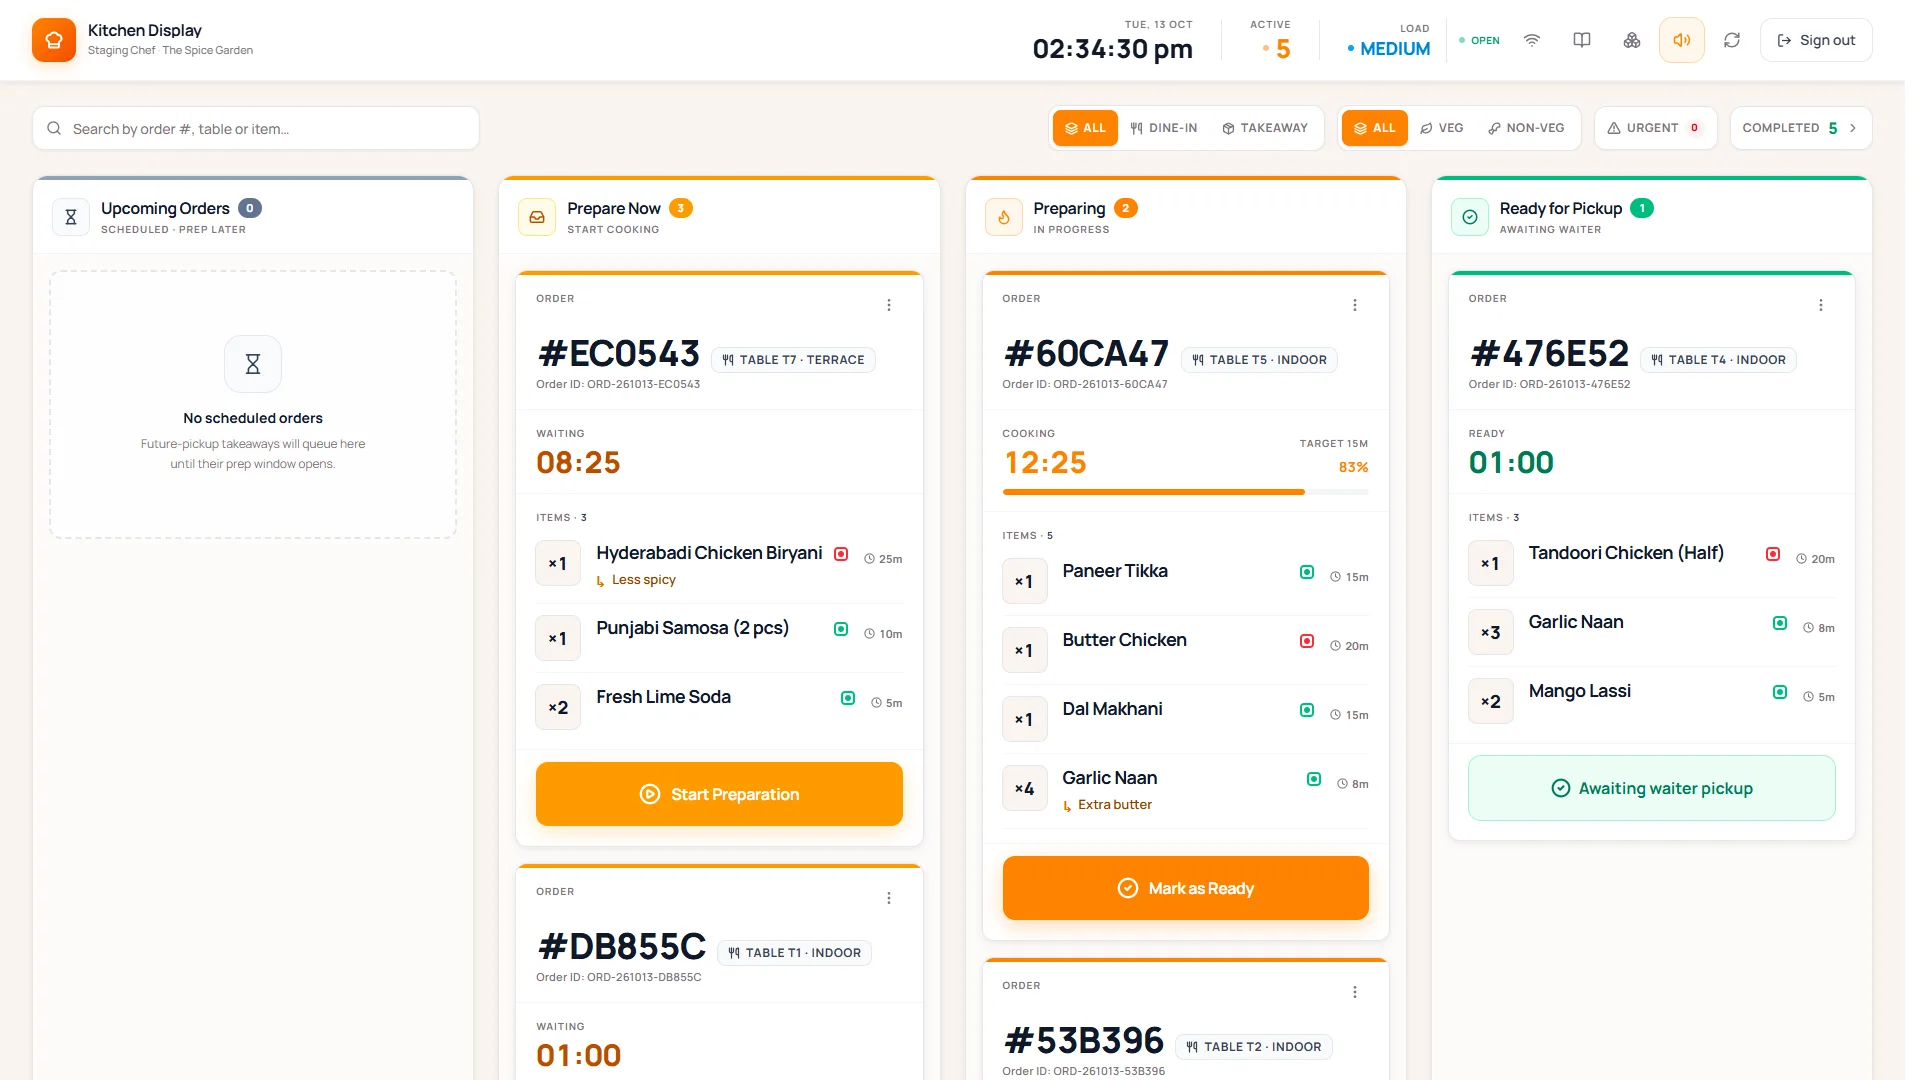 Kitchen Display
Staging Chef · The Spice Garden
TUE, 13 OCT
02:34:30 pm
ACTIVE
5
LOAD
MEDIUM
OPEN
Sign out
Search by order #, table or item...
ALL
DINE-IN
TAKEAWAY
ALL
VEG
NON-VEG
URGENT 0
COMPLETED 5
Upcoming Orders 0
SCHEDULED · PREP LATER
No scheduled orders
Future-pickup takeaways will queue here
until their prep window opens.
Prepare Now 3
START COOKING
ORDER
#EC0543
TABLE T7 · TERRACE
Order ID: ORD-261013-EC0543
WAITING
08:25
ITEMS · 3
×1 Hyderabadi Chicken Biryani 25m
Less spicy
×1 Punjabi Samosa (2 pcs) 10m
×2 Fresh Lime Soda 5m
Start Preparation
ORDER
#DB855C
TABLE T1 · INDOOR
Order ID: ORD-261013-DB855C
WAITING
01:00
Preparing 2
IN PROGRESS
ORDER
#60CA47
TABLE T5 · INDOOR
Order ID: ORD-261013-60CA47
COOKING
12:25
TARGET 15M
83%
ITEMS · 5
×1 Paneer Tikka 15m
×1 Butter Chicken 20m
×1 Dal Makhani 15m
×4 Garlic Naan 8m
Extra butter
Mark as Ready
ORDER
#53B396
TABLE T2 · INDOOR
Order ID: ORD-261013-53B396
Ready for Pickup 1
AWAITING WAITER
ORDER
#476E52
TABLE T4 · INDOOR
Order ID: ORD-261013-476E52
READY
01:00
ITEMS · 3
×1 Tandoori Chicken (Half) 20m
×3 Garlic Naan 8m
×2 Mango Lassi 5m
Awaiting waiter pickup